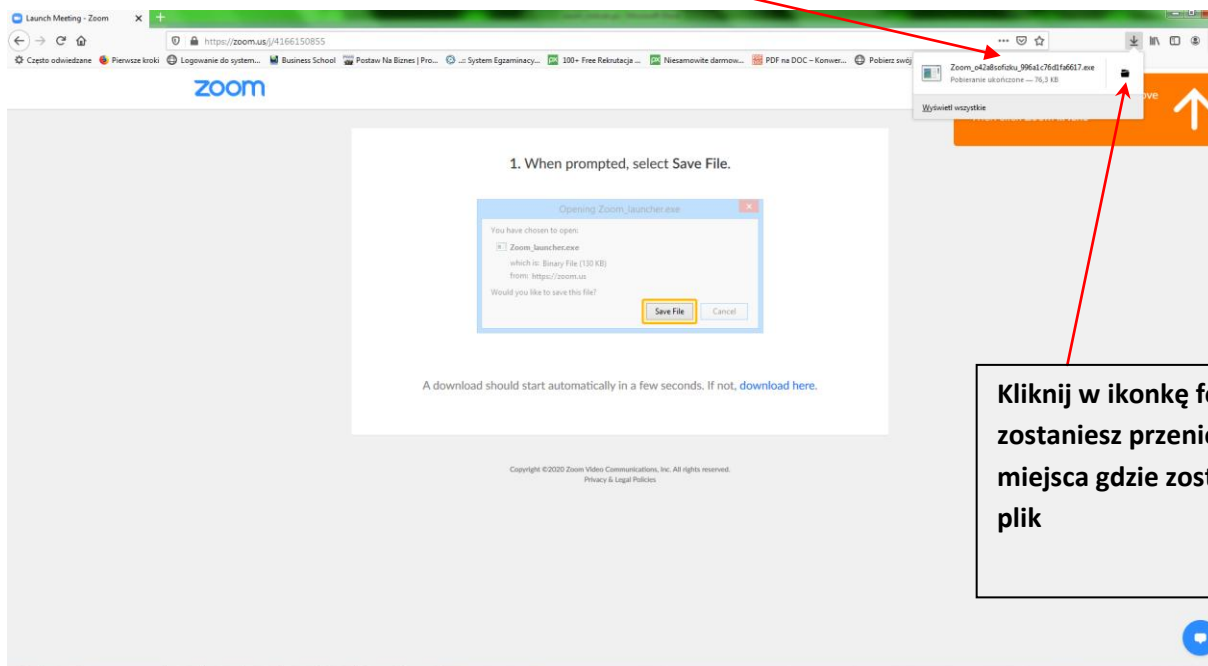 Launch Meeting - Zoom
https://zoom.us/j/4166150855
Często odwiedzane Pierwsze kroki Logowanie do system... Business School Postaw Na Biznes | Pro... ..:: System Egzaminacy... 100+ Free Rekrutacja ... Niesamowite darmow... PDF na DOC – Konwer... Pobierz swój
Zoom_o42a8sofizku_996a1c76d1fa6617.exe
Pobieranie ukończone — 76,3 KB
Wyświetl wszystkie
zoom
1. When prompted, select Save File.
Opening Zoom_launcher.exe
You have chosen to open:
Zoom_launcher.exe
which is: Binary File (130 KB)
from: https://zoom.us
Would you like to save this file?
Save File Cancel
A download should start automatically in a few seconds. If not, download here.
Kliknij w ikonkę
zostaniesz
miejsca gdzie
plik
Copyright ©2020 Zoom Video Communications, Inc. All rights reserved.
Privacy & Legal Policies